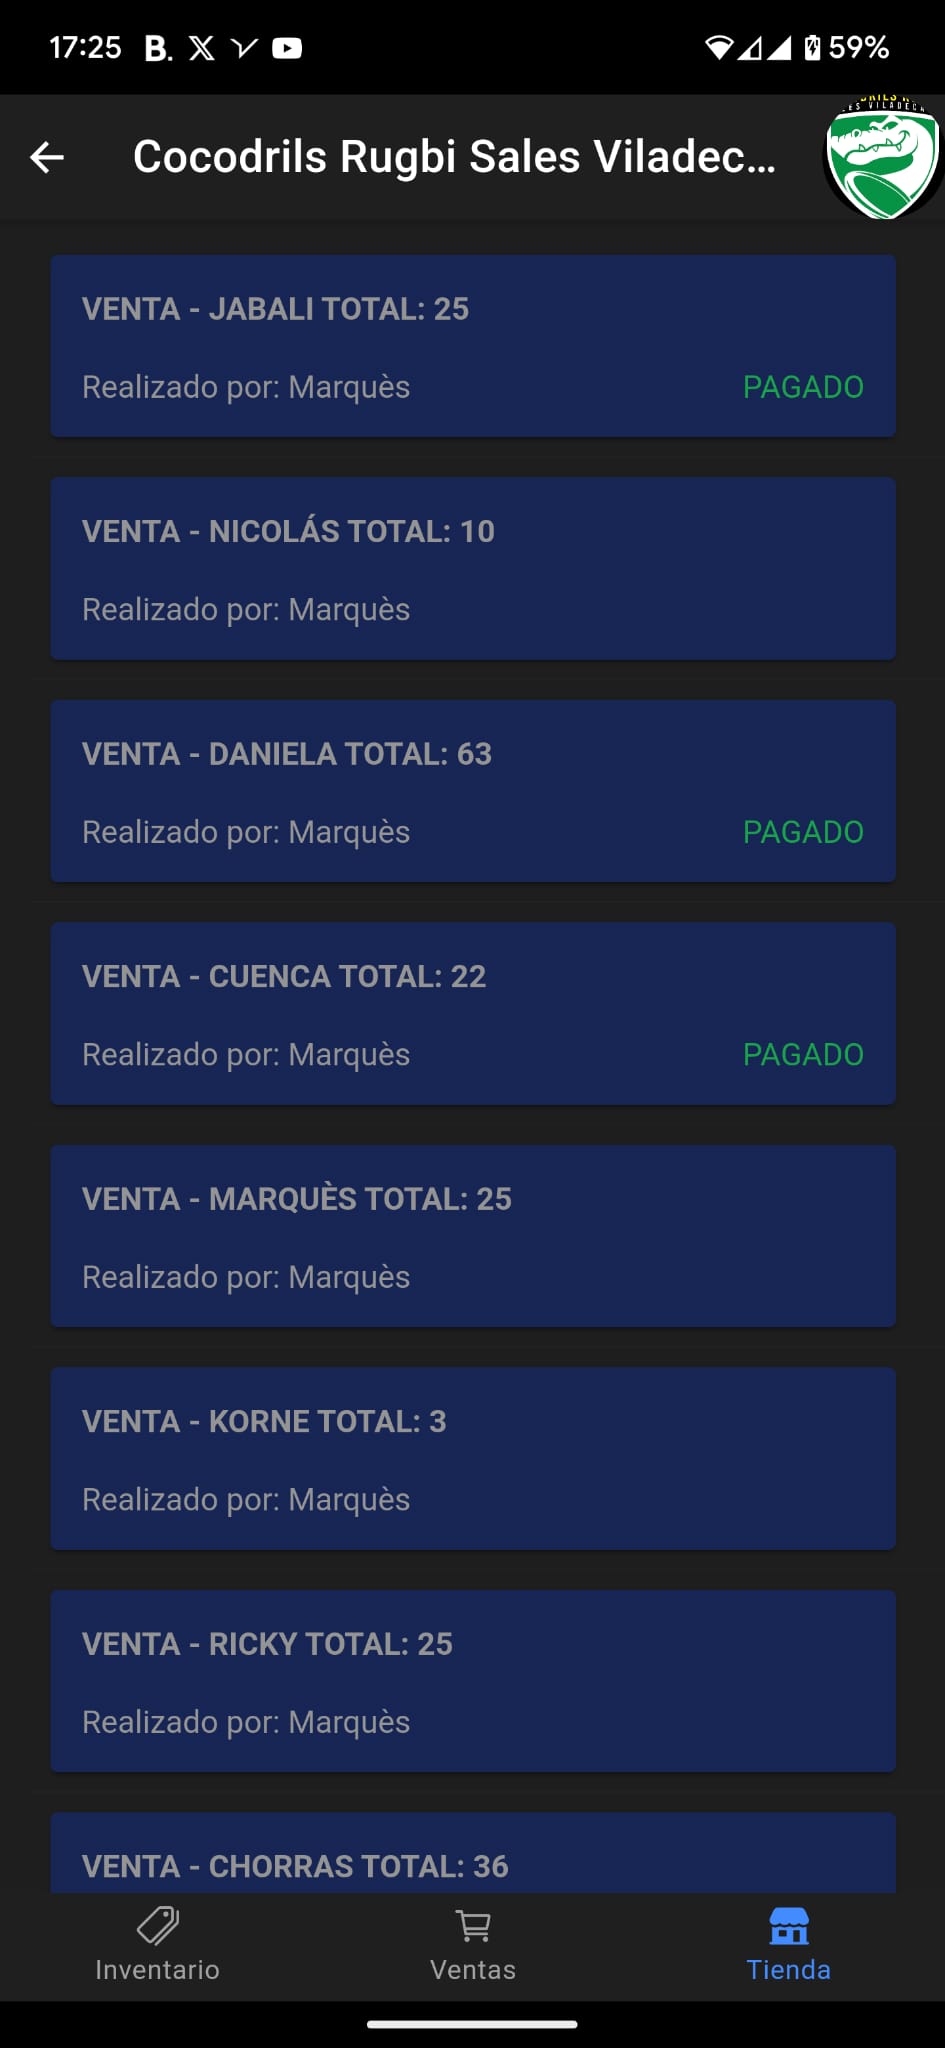 17:25 B. 59%
Cocodrils Rugbi Sales Viladec...
VENTA - JABALI TOTAL: 25
Realizado por: Marquès PAGADO
VENTA - NICOLÁS TOTAL: 10
Realizado por: Marquès
VENTA - DANIELA TOTAL: 63
Realizado por: Marquès PAGADO
VENTA - CUENCA TOTAL: 22
Realizado por: Marquès PAGADO
VENTA - MARQUÈS TOTAL: 25
Realizado por: Marquès
VENTA - KORNE TOTAL: 3
Realizado por: Marquès
VENTA - RICKY TOTAL: 25
Realizado por: Marquès
VENTA - CHORRAS TOTAL: 36
Inventario Ventas Tienda